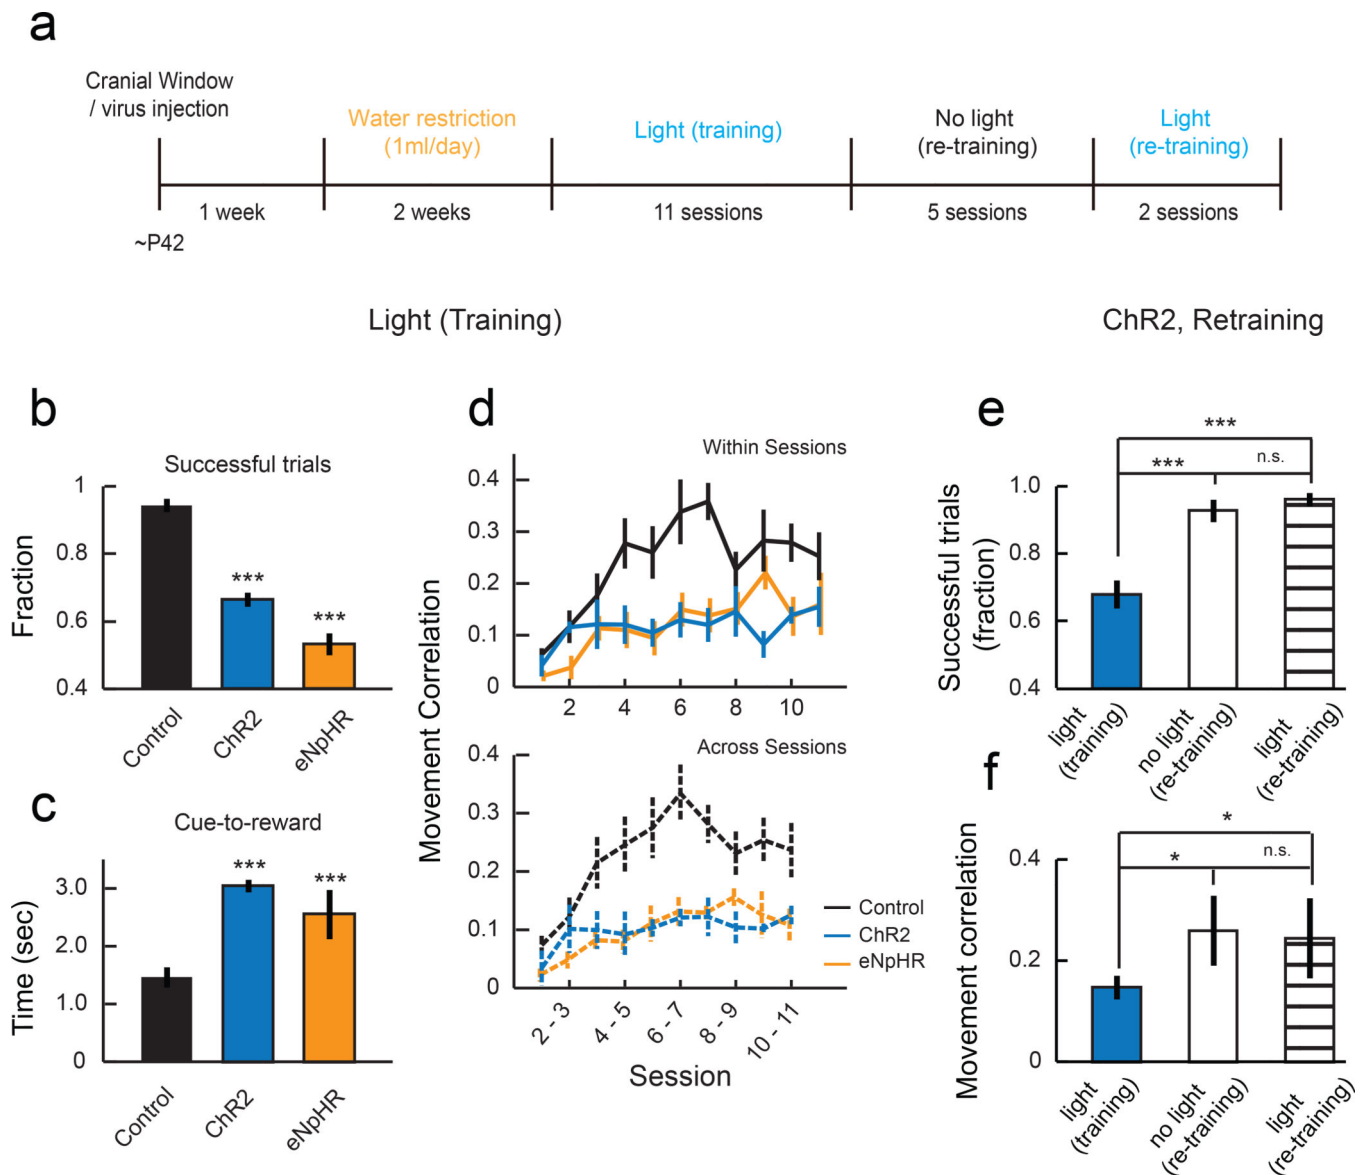 a
Cranial Window
/ virus injection
Water restriction
(1ml/day)
Light (training)
No light
(re-training)
Light
(re-training)
1 week
2 weeks
11 sessions
5 sessions
2 sessions
~P42
Light (Training)
ChR2, Retraining
b
Successful trials
Fraction
1
0.8
0.6
0.4
***
***
Control
ChR2
eNpHR
c
Cue-to-reward
Time (sec)
3.0
2.0
1.0
0
***
***
Control
ChR2
eNpHR
d
Movement Correlation
Within Sessions
0.4
0.3
0.2
0.1
0
2
4
6
8
10
Across Sessions
0.4
0.3
0.2
0.1
0
Control
ChR2
eNpHR
2 - 3
4 - 5
6 - 7
8 - 9
10 - 11
Session
e
Successful trials
(fraction)
***
***
n.s.
1.0
0.8
0.6
0.4
light
(training)
no light
(re-training)
light
(re-training)
f
Movement correlation
*
*
n.s.
0.4
0.2
0
light
(training)
no light
(re-training)
light
(re-training)